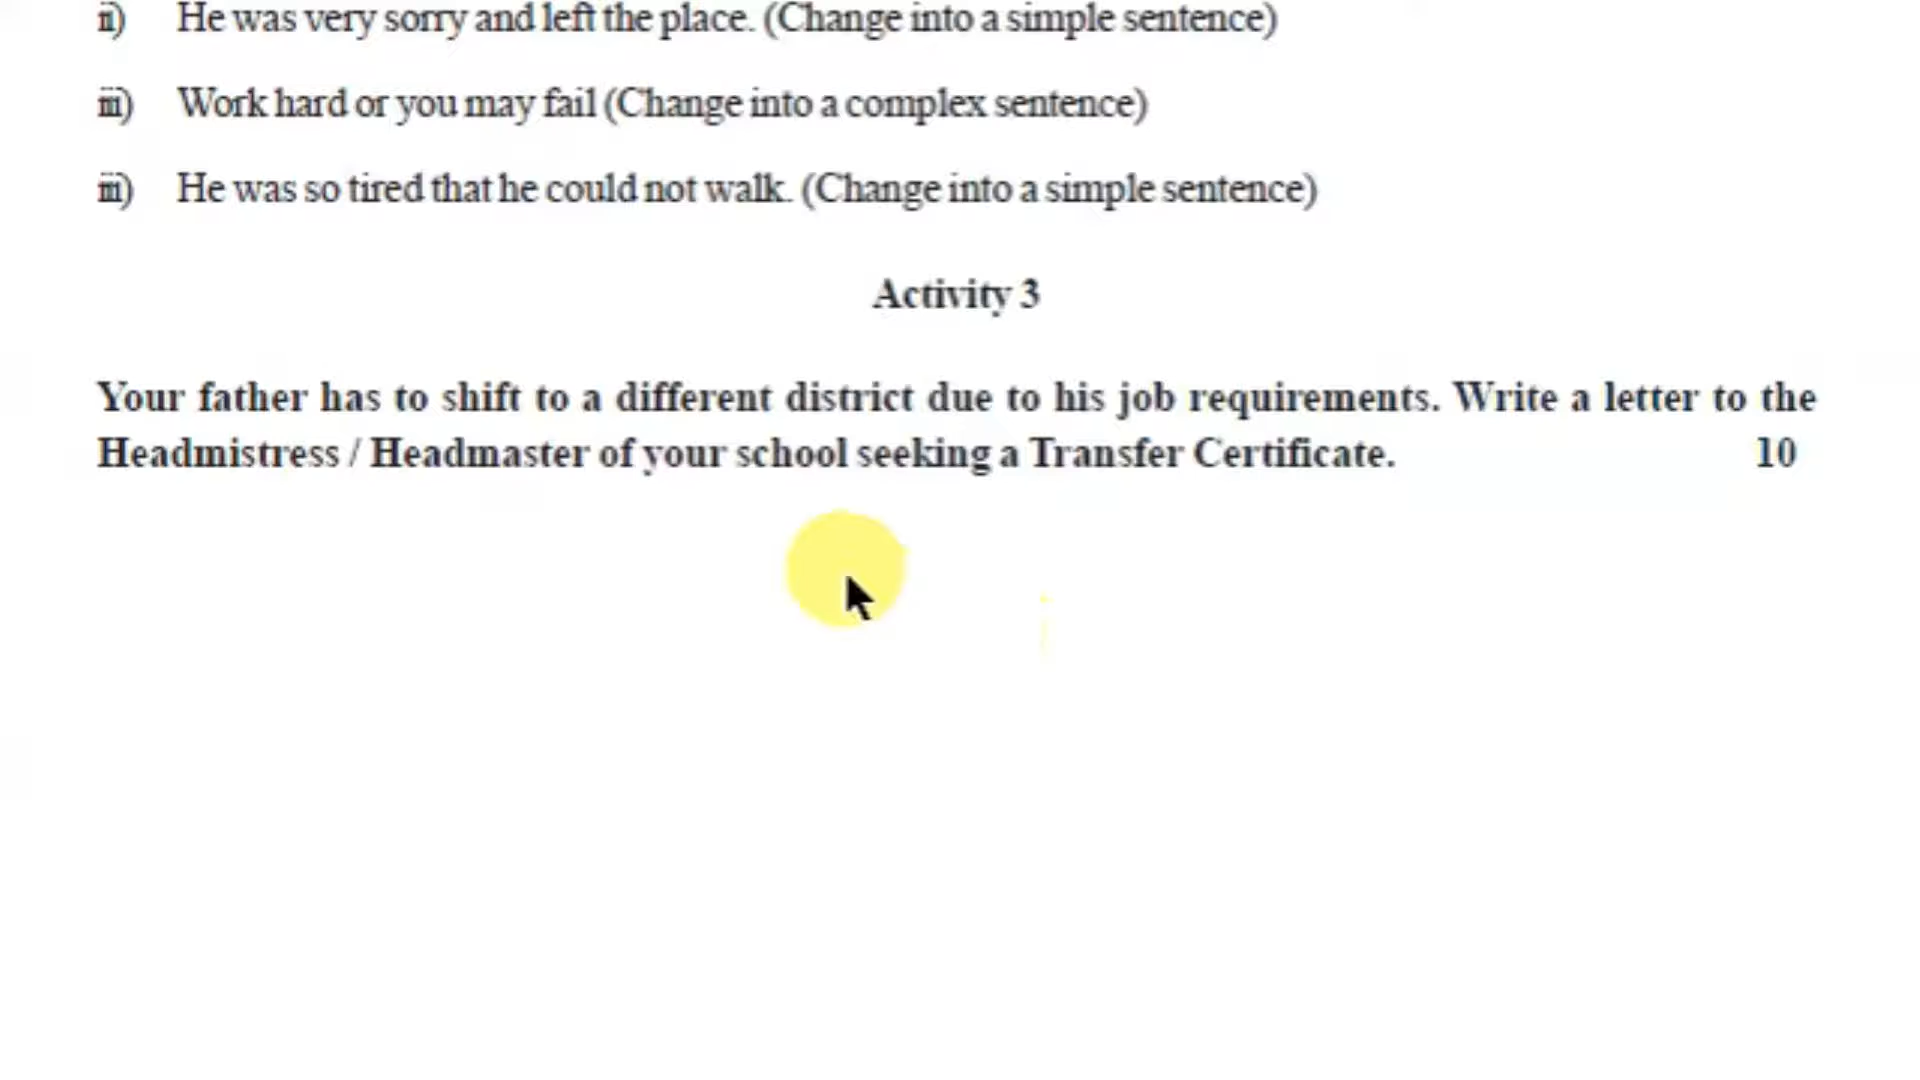 ii) He was very sorry and left the place. (Change into a simple sentence)
iii) Work hard or you may fail (Change into a complex sentence)
iii) He was so tired that he could not walk. (Change into a simple sentence)
Activity 3
Your father has to shift to a different district due to his job requirements. Write a letter to the
Headmistress / Headmaster of your school seeking a Transfer Certificate. 10